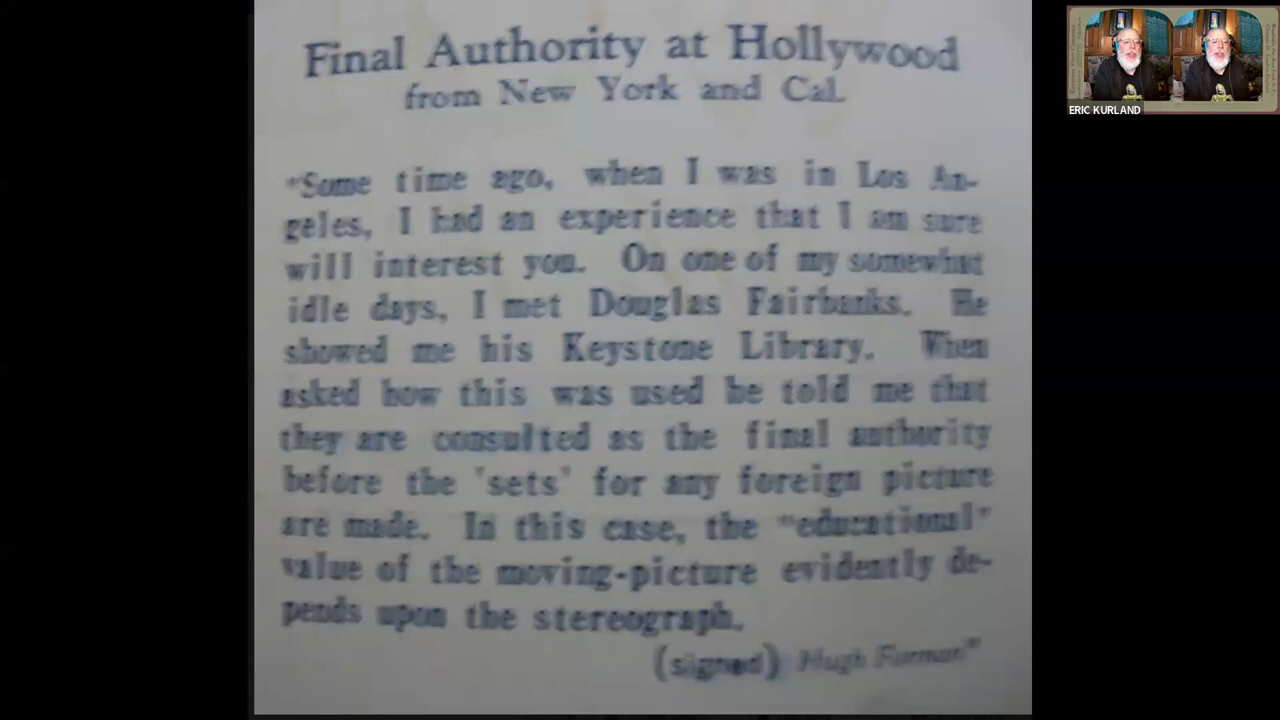 Final Authority at Hollywood
from New York and Cal.
"Some time ago, when I was in Los An-
geles, I had an experience that I am sure
will interest you. On one of my somewhat
idle days, I met Douglas Fairbanks. He
showed me his Keystone Library. When
asked how this was used he told me that
they are consulted as the final authority
before the 'sets' for any foreign picture
are made. In this case, the "educational"
value of the moving-picture evidently de-
pends upon the stereograph.
(signed) Hugh Forman"
ERIC KURLAND